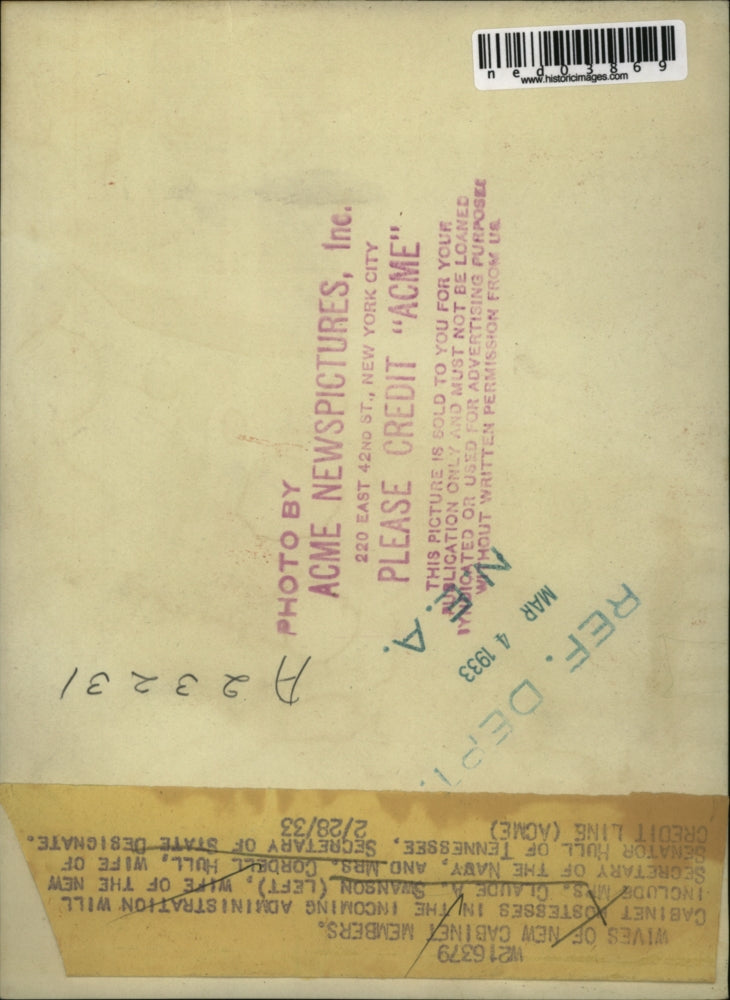 ned03869
www.historicimages.com
PHOTO BY
ACME NEWSPICTURES, Inc.
220 EAST 42ND ST., NEW YORK CITY
PLEASE CREDIT "ACME"
THIS PICTURE IS SOLD TO YOU FOR YOUR
PUBLICATION ONLY AND MUST NOT BE LOANED
SYNDICATED OR USED FOR ADVERTISING PURPOSES
WITHOUT WRITTEN PERMISSION FROM US.
N.E.A.
MAR 4 1933
REF. DEPT.
A23231
W216379
WIVES OF NEW CABINET MEMBERS.
CABINET HOSTESSES IN THE INCOMING ADMINISTRATION WILL
INCLUDE MRS. CLAUDE A. SWANSON (LEFT), WIFE OF THE NEW
SECRETARY OF THE NAVY, AND MRS. CORDELL HULL, WIFE OF
SENATOR HULL OF TENNESSEE, SECRETARY OF STATE DESIGNATE.
CREDIT LINE (ACME) 2/28/33